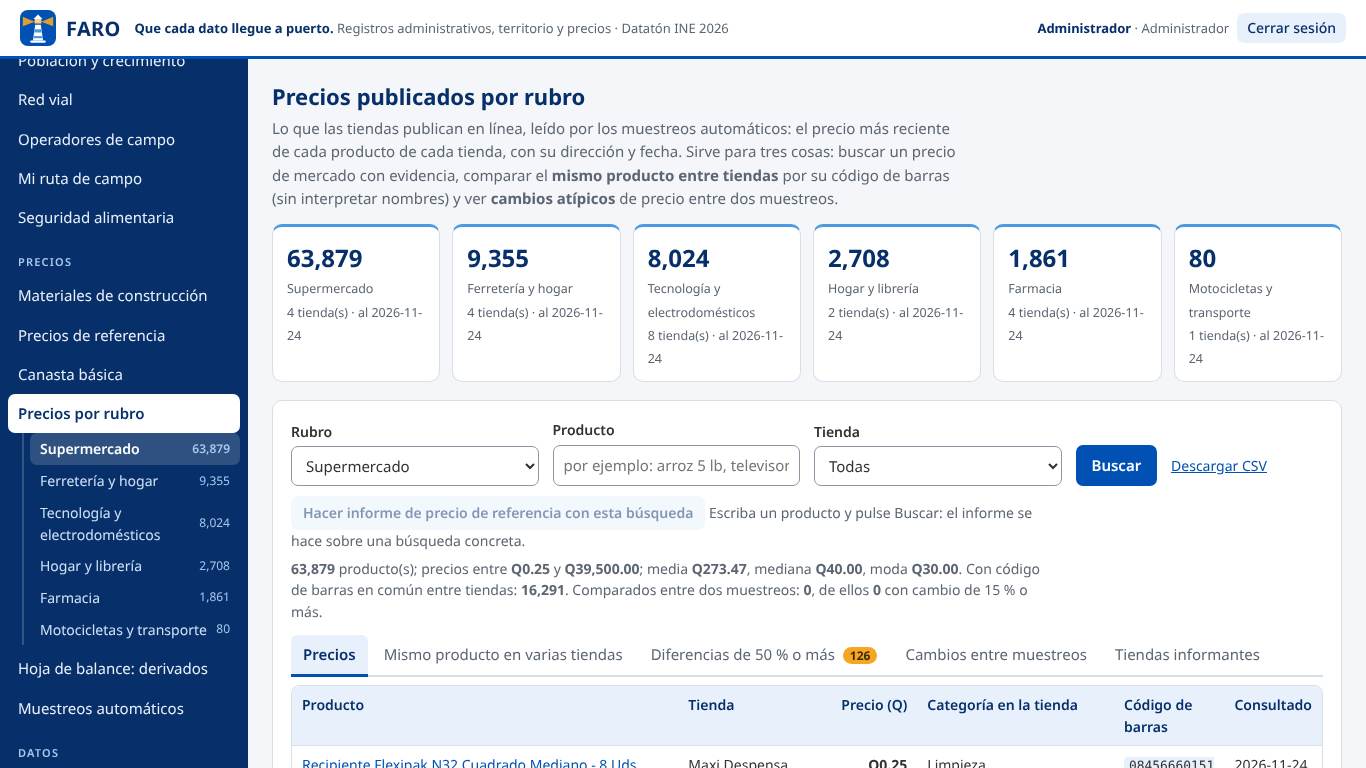 FARO
Que cada dato llegue a puerto. Registros administrativos, territorio y precios · Datatón INE 2026
Administrador · Administrador
Cerrar sesión
Población y crecimiento
Red vial
Operadores de campo
Mi ruta de campo
Seguridad alimentaria
PRECIOS
Materiales de construcción
Precios de referencia
Canasta básica
Precios por rubro
Supermercado 63,879
Ferretería y hogar 9,355
Tecnología y
electrodomésticos 8,024
Hogar y librería 2,708
Farmacia 1,861
Motocicletas y transporte 80
Hoja de balance: derivados
Muestreos automáticos
DATOS
Precios publicados por rubro
Lo que las tiendas publican en línea, leído por los muestreos automáticos: el precio más reciente
de cada producto de cada tienda, con su dirección y fecha. Sirve para tres cosas: buscar un precio
de mercado con evidencia, comparar el mismo producto entre tiendas por su código de barras
(sin interpretar nombres) y ver cambios atípicos de precio entre dos muestreos.
63,879
Supermercado
4 tienda(s) · al 2026-11-
24
9,355
Ferretería y hogar
4 tienda(s) · al 2026-11-
24
8,024
Tecnología y
electrodomésticos
8 tienda(s) · al 2026-11-
24
2,708
Hogar y librería
2 tienda(s) · al 2026-11-
24
1,861
Farmacia
4 tienda(s) · al 2026-11-
24
80
Motocicletas y
transporte
1 tienda(s) · al 2026-11-
24
Rubro
Supermercado
Producto
por ejemplo: arroz 5 lb, televisor
Tienda
Todas
Buscar
Descargar CSV
Hacer informe de precio de referencia con esta búsqueda Escriba un producto y pulse Buscar: el informe se
hace sobre una búsqueda concreta.
63,879 producto(s); precios entre Q0.25 y Q39,500.00; media Q273.47, mediana Q40.00, moda Q30.00. Con código
de barras en común entre tiendas: 16,291. Comparados entre dos muestreos: 0, de ellos 0 con cambio de 15 % o
más.
Precios Mismo producto en varias tiendas Diferencias de 50 % o más 126 Cambios entre muestreos Tiendas informantes
Producto Tienda Precio (Q) Categoría en la tienda Código de
barras Consultado
Recipiente Flexipak N32 Cuadrado Mediano - 8 Uds Maxi Despensa Q0.25 Limpieza 08456660151 2026-11-24